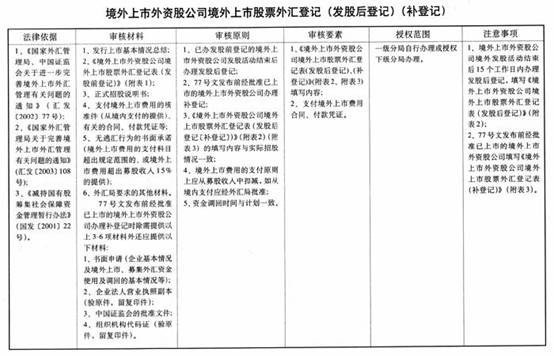 境外上市外资股公司境外上市股票外汇登记（发股后登记）（补登记）
法律依据
1、《国家外汇管
理局、中国证监
会关于进一步完
善境外上市外汇
管理有关问题的
通知》（汇发
[2002] 77号）；
2、《国家外汇管
理局关于完善境
外上市外汇管理
有关问题的通知》
（汇发[2003]108
号）；
3、《减持国有股
筹集社会保障资
金管理暂行办法》
（国发[2001]22
号）。
审核材料
1、发行上市基本情况总结；
2、《境外上市外资股公司境
外上市股票外汇登记表（发
股前登记）》（附表1）；
3、正式招股说明书；
4、支付境外上市费用的核
准件（从境内支付的提供）、
有关的合同、付款凭证等；
5、无逃汇行为的书面承诺
（境外上市费用的支付科目
超出规定范围的，或境外上
市费用超出募股收入15%
的提供）；
6、外汇局要求的其他材料。
77号文发布前经批准
已上市的境外上市外资股公
司办理补登记时除需提供以
上3-6项材料外还应提供以
下材料：
1、书面申请（企业基本情况
及境外上市、募集外汇资金
使用及调回的基本情况等）；
2、企业法人营业执照副本
（验原件、留复印件）；
3、中国证监会的批准文件；
4、组织机构代码证（验原
件、留复印件）。
审核原则
1、已办发股前登记的境外上
市外资股公司发股活动结束后
办理发股后登记；
2、77号文发布前经批准已上
市的境外上市外资股公司办理
补登记；
3、《境外上市外资股公司境外
上市股票外汇登记表（发股后登
记）〔补登记〕》（附表2）（附
表3）的填写内容与实际招股
情况一致；
4、境外上市费用的支付原则
上应从募股收入中扣减，如从
境内支付应经外汇局批准；
5、资金调回时间与计划一致。
审核要素
1、《境外上市外资股公
司境外上市股票外汇登
记表（发股后登记）、（补登
记）》（附表2、附表3）
填写内容；
2、支付境外上市费用
合同、付款凭证。
授权范围
一级分局自行办理或授权
下级分局办理。
注意事项
1、境外上市外资股公司
境外发股活动结束后
15个工作日内办理
发股后登记，填写《境
外上市外资股公司境
外上市股票外汇登记
表（发股后登记）》
（附表2）；
2、77号文发布前经批
准已上市的境外上市
外资股公司填写《境外
上市外资股公司境外上
市股票外汇登记表
（补登记）》（附表3）。